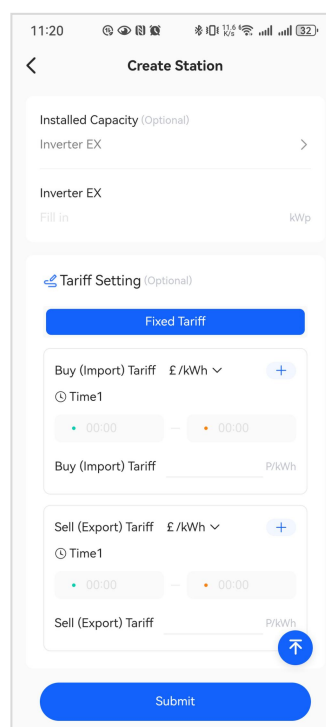 11:20
11.6 K/s
32
Create Station
Installed Capacity (Optional)
Inverter EX
Inverter EX
Fill in kWp
Tariff Setting (Optional)
Fixed Tariff
Buy (Import) Tariff £/kWh +
Time1
00:00 — 00:00
Buy (Import) Tariff P/kWh
Sell (Export) Tariff £/kWh +
Time1
00:00 — 00:00
Sell (Export) Tariff P/kWh
Submit